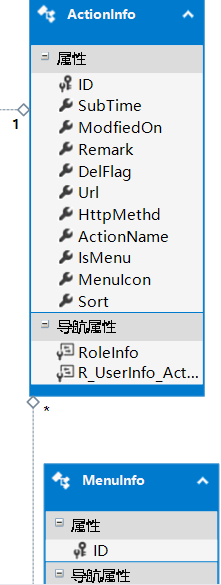 ActionInfo
属性
ID
SubTime
ModfiedOn
Remark
DelFlag
Url
HttpMethd
ActionName
IsMenu
MenuIcon
Sort
导航属性
RoleInfo
R_UserInfo_Act...
1
*
MenuInfo
属性
ID
导航属性